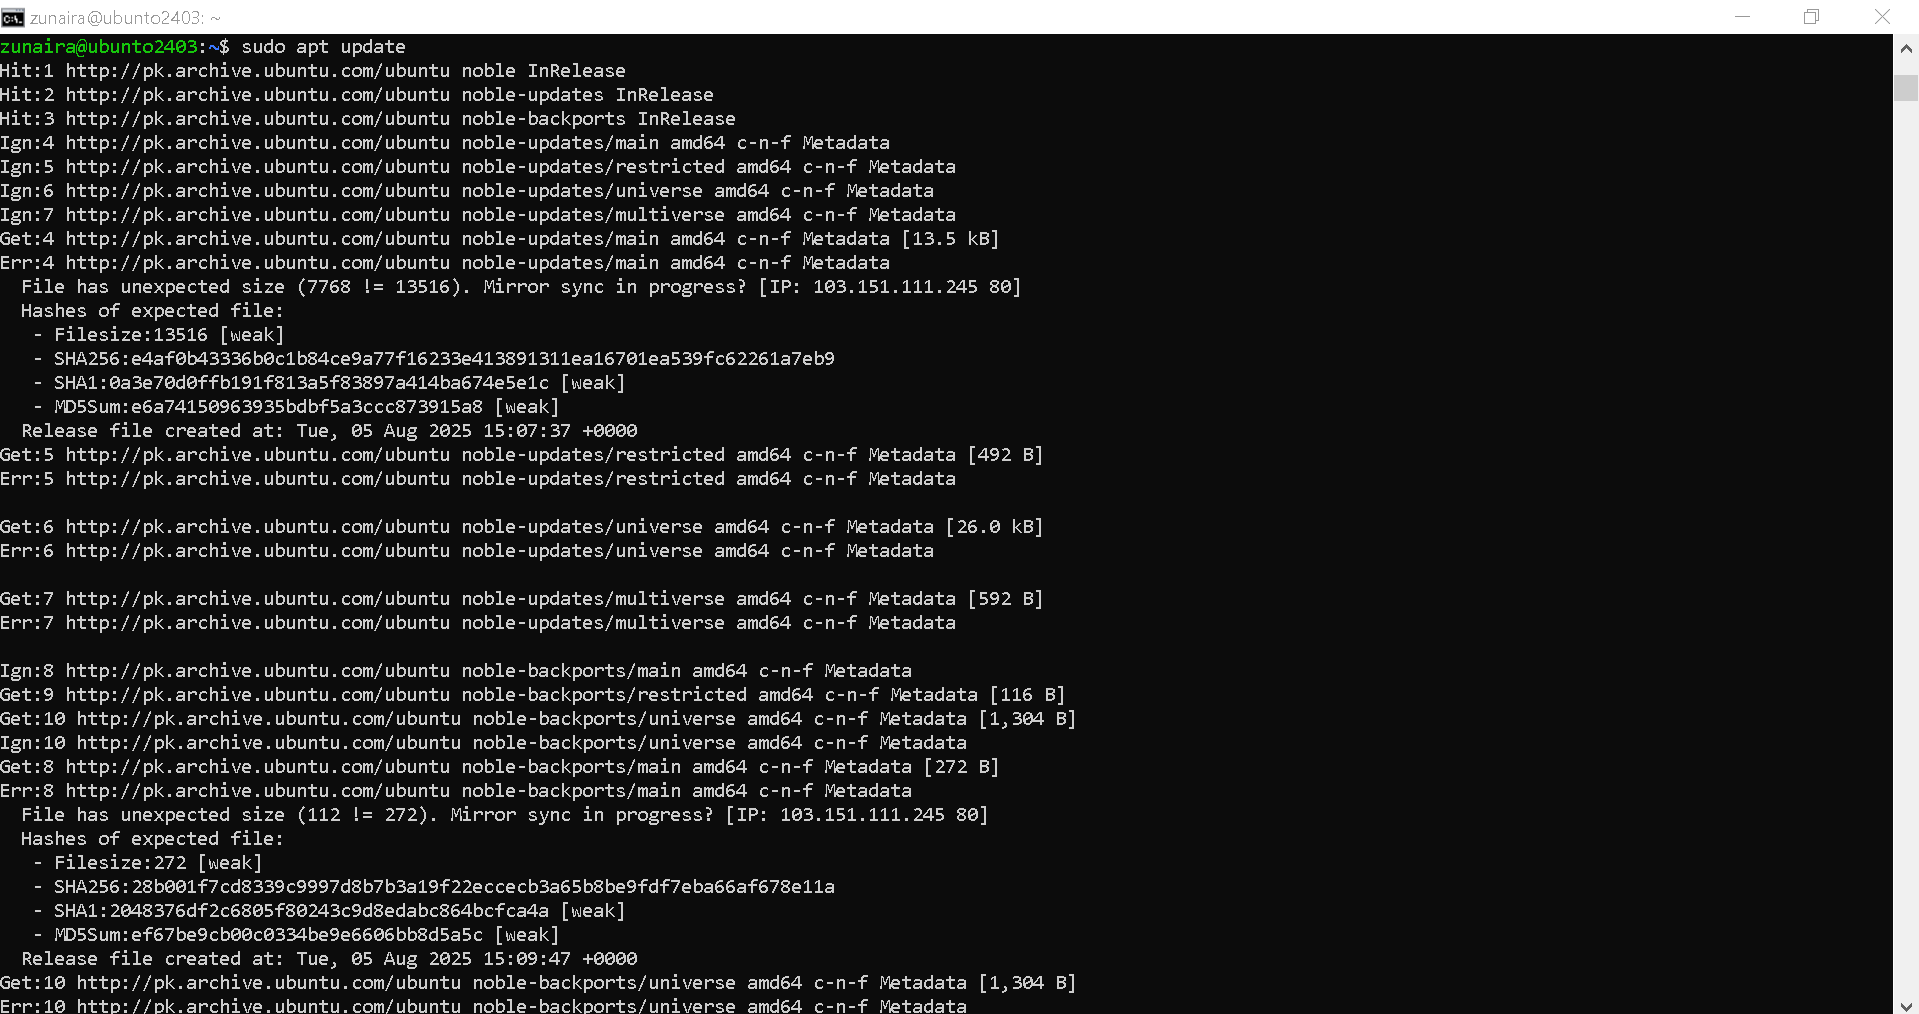 zunaira@ubunto2403: ~
zunaira@ubunto2403:~$ sudo apt update
Hit:1 http://pk.archive.ubuntu.com/ubuntu noble InRelease
Hit:2 http://pk.archive.ubuntu.com/ubuntu noble-updates InRelease
Hit:3 http://pk.archive.ubuntu.com/ubuntu noble-backports InRelease
Ign:4 http://pk.archive.ubuntu.com/ubuntu noble-updates/main amd64 c-n-f Metadata
Ign:5 http://pk.archive.ubuntu.com/ubuntu noble-updates/restricted amd64 c-n-f Metadata
Ign:6 http://pk.archive.ubuntu.com/ubuntu noble-updates/universe amd64 c-n-f Metadata
Ign:7 http://pk.archive.ubuntu.com/ubuntu noble-updates/multiverse amd64 c-n-f Metadata
Get:4 http://pk.archive.ubuntu.com/ubuntu noble-updates/main amd64 c-n-f Metadata [13.5 kB]
Err:4 http://pk.archive.ubuntu.com/ubuntu noble-updates/main amd64 c-n-f Metadata
  File has unexpected size (7768 != 13516). Mirror sync in progress? [IP: 103.151.111.245 80]
  Hashes of expected file:
   - Filesize:13516 [weak]
   - SHA256:e4af0b43336b0c1b84ce9a77f16233e413891311ea16701ea539fc62261a7eb9
   - SHA1:0a3e70d0ffb191f813a5f83897a414ba674e5e1c [weak]
   - MD5Sum:e6a74150963935bdbf5a3ccc873915a8 [weak]
  Release file created at: Tue, 05 Aug 2025 15:07:37 +0000
Get:5 http://pk.archive.ubuntu.com/ubuntu noble-updates/restricted amd64 c-n-f Metadata [492 B]
Err:5 http://pk.archive.ubuntu.com/ubuntu noble-updates/restricted amd64 c-n-f Metadata
Get:6 http://pk.archive.ubuntu.com/ubuntu noble-updates/universe amd64 c-n-f Metadata [26.0 kB]
Err:6 http://pk.archive.ubuntu.com/ubuntu noble-updates/universe amd64 c-n-f Metadata
Get:7 http://pk.archive.ubuntu.com/ubuntu noble-updates/multiverse amd64 c-n-f Metadata [592 B]
Err:7 http://pk.archive.ubuntu.com/ubuntu noble-updates/multiverse amd64 c-n-f Metadata
Ign:8 http://pk.archive.ubuntu.com/ubuntu noble-backports/main amd64 c-n-f Metadata
Get:9 http://pk.archive.ubuntu.com/ubuntu noble-backports/restricted amd64 c-n-f Metadata [116 B]
Get:10 http://pk.archive.ubuntu.com/ubuntu noble-backports/universe amd64 c-n-f Metadata [1,304 B]
Ign:10 http://pk.archive.ubuntu.com/ubuntu noble-backports/universe amd64 c-n-f Metadata
Get:8 http://pk.archive.ubuntu.com/ubuntu noble-backports/main amd64 c-n-f Metadata [272 B]
Err:8 http://pk.archive.ubuntu.com/ubuntu noble-backports/main amd64 c-n-f Metadata
  File has unexpected size (112 != 272). Mirror sync in progress? [IP: 103.151.111.245 80]
  Hashes of expected file:
   - Filesize:272 [weak]
   - SHA256:28b001f7cd8339c9997d8b7b3a19f22eccecb3a65b8be9fdf7eba66af678e11a
   - SHA1:2048376df2c6805f80243c9d8edabc864bcfca4a [weak]
   - MD5Sum:ef67be9cb00c0334be9e6606bb8d5a5c [weak]
  Release file created at: Tue, 05 Aug 2025 15:09:47 +0000
Get:10 http://pk.archive.ubuntu.com/ubuntu noble-backports/universe amd64 c-n-f Metadata [1,304 B]
Err:10 http://pk.archive.ubuntu.com/ubuntu noble-backports/universe amd64 c-n-f Metadata